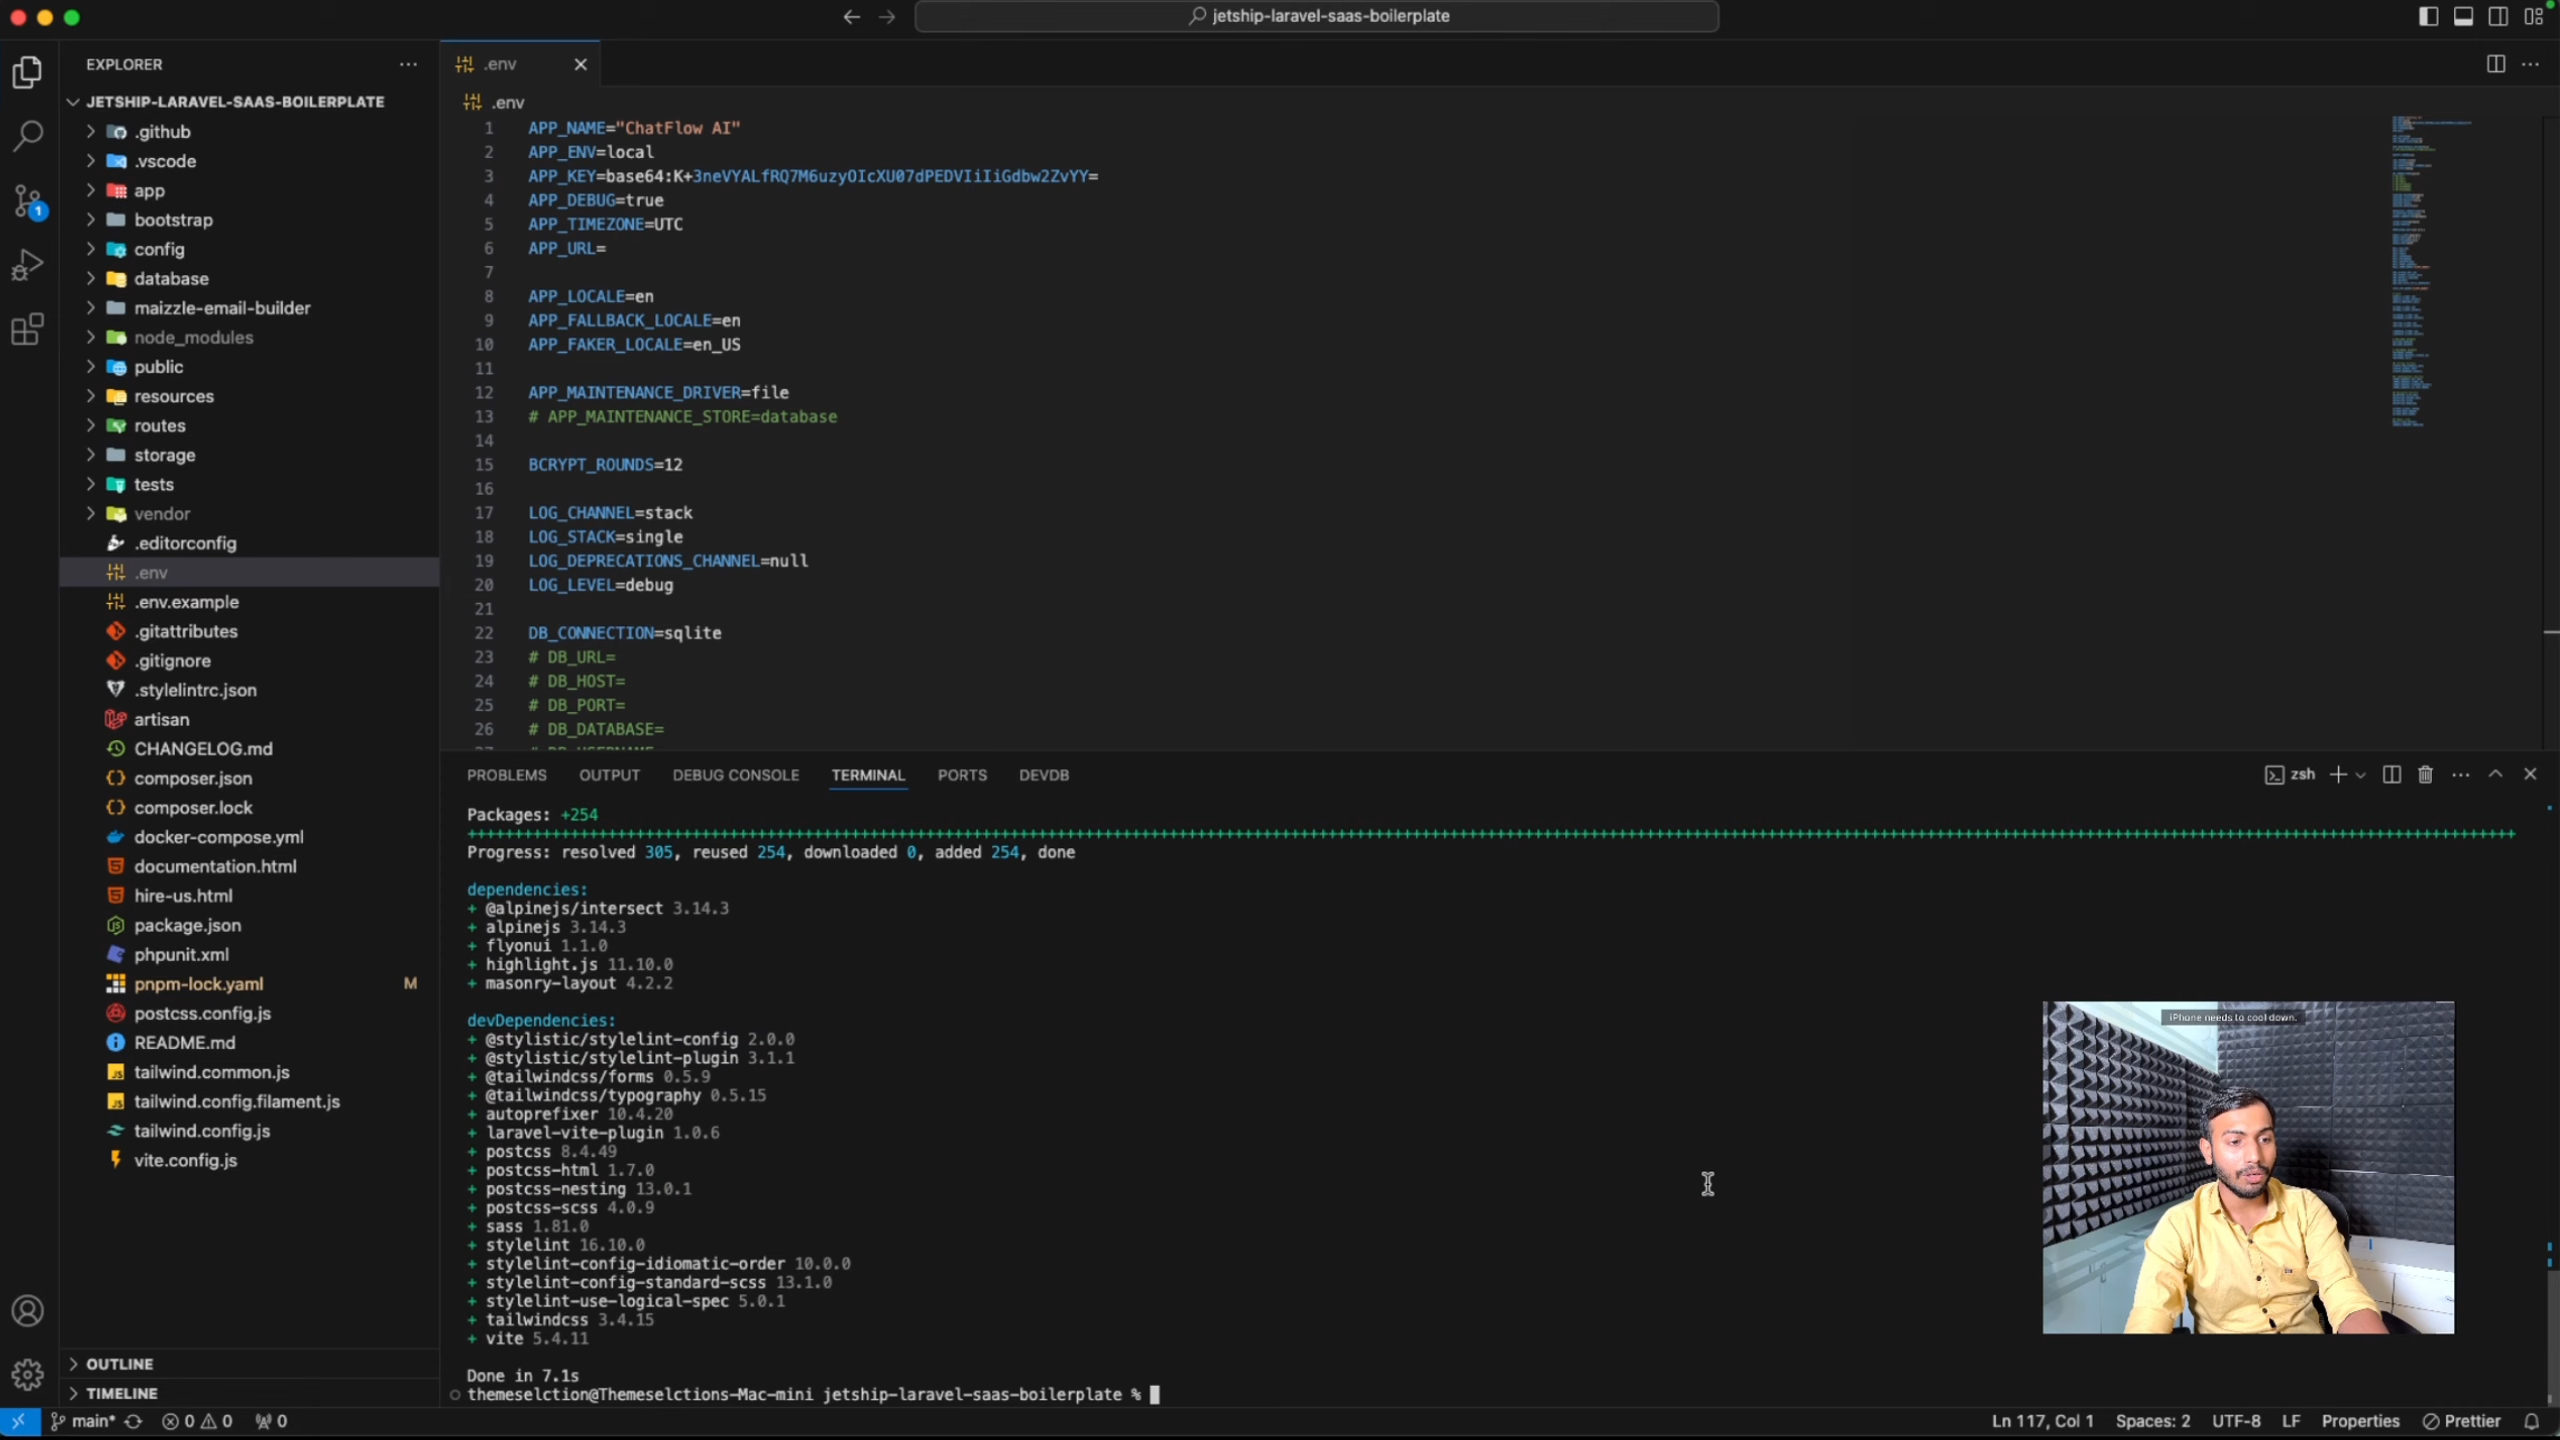 jetship-laravel-saas-boilerplate
EXPLORER
JETSHIP-LARAVEL-SAAS-BOILERPLATE
.github
.vscode
app
bootstrap
config
database
maizzle-email-builder
node_modules
public
resources
routes
storage
tests
vendor
.editorconfig
.env
.env.example
.gitattributes
.gitignore
.stylelintrc.json
artisan
CHANGELOG.md
composer.json
composer.lock
docker-compose.yml
documentation.html
hire-us.html
package.json
phpunit.xml
pnpm-lock.yaml M
postcss.config.js
README.md
tailwind.common.js
tailwind.config.filament.js
tailwind.config.js
vite.config.js
OUTLINE
TIMELINE
1
.env
.env
1 APP_NAME="ChatFlow AI"
2 APP_ENV=local
3 APP_KEY=base64:K+3neVYALfRQ7M6uzyOIcXU07dPEDVIiIiGdbw2ZvYY=
4 APP_DEBUG=true
5 APP_TIMEZONE=UTC
6 APP_URL=
7
8 APP_LOCALE=en
9 APP_FALLBACK_LOCALE=en
10 APP_FAKER_LOCALE=en_US
11
12 APP_MAINTENANCE_DRIVER=file
13 # APP_MAINTENANCE_STORE=database
14
15 BCRYPT_ROUNDS=12
16
17 LOG_CHANNEL=stack
18 LOG_STACK=single
19 LOG_DEPRECATIONS_CHANNEL=null
20 LOG_LEVEL=debug
21
22 DB_CONNECTION=sqlite
23 # DB_URL=
24 # DB_HOST=
25 # DB_PORT=
26 # DB_DATABASE=
PROBLEMS OUTPUT DEBUG CONSOLE TERMINAL PORTS DEVDB
zsh
Packages: +254
Progress: resolved 305, reused 254, downloaded 0, added 254, done
dependencies:
+ @alpinejs/intersect 3.14.3
+ alpinejs 3.14.3
+ flyonui 1.1.0
+ highlight.js 11.10.0
+ masonry-layout 4.2.2
devDependencies:
+ @stylistic/stylelint-config 2.0.0
+ @stylistic/stylelint-plugin 3.1.1
+ @tailwindcss/forms 0.5.9
+ @tailwindcss/typography 0.5.15
+ autoprefixer 10.4.20
+ laravel-vite-plugin 1.0.6
+ postcss 8.4.49
+ postcss-html 1.7.0
+ postcss-nesting 13.0.1
+ postcss-scss 4.0.9
+ sass 1.81.0
+ stylelint 16.10.0
+ stylelint-config-idiomatic-order 10.0.0
+ stylelint-config-standard-scss 13.1.0
+ stylelint-use-logical-spec 5.0.1
+ tailwindcss 3.4.15
+ vite 5.4.11
Done in 7.1s
themeselction@Themeselctions-Mac-mini jetship-laravel-saas-boilerplate %
iPhone needs to cool down.
main* 0 0 0
Ln 117, Col 1 Spaces: 2 UTF-8 LF Properties Prettier